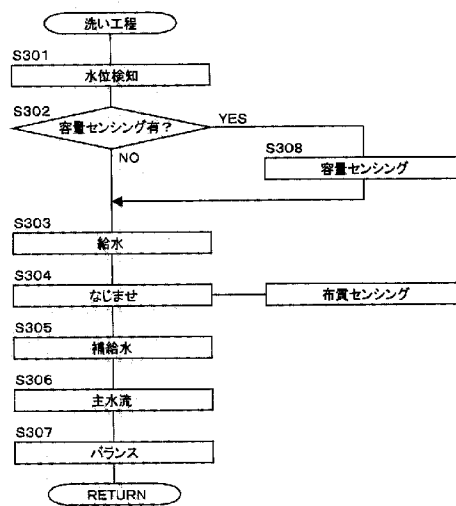 洗い工程
S301
水位検知
S302
容量センシング有?
YES
NO
S308
容量センシング
S303
給水
S304
なじませ
布質センシング
S305
補給水
S306
主水流
S307
バランス
RETURN